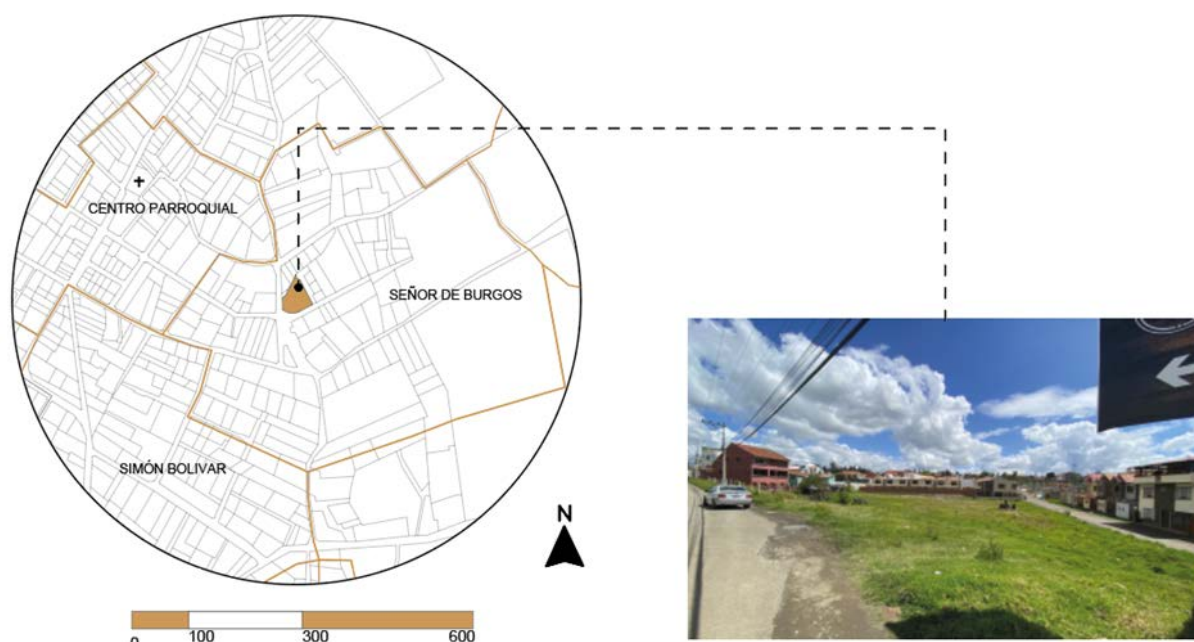 CENTRO PARROQUIAL
SEÑOR DE BURGOS
SIMÓN BOLIVAR
N
0 100 300 600